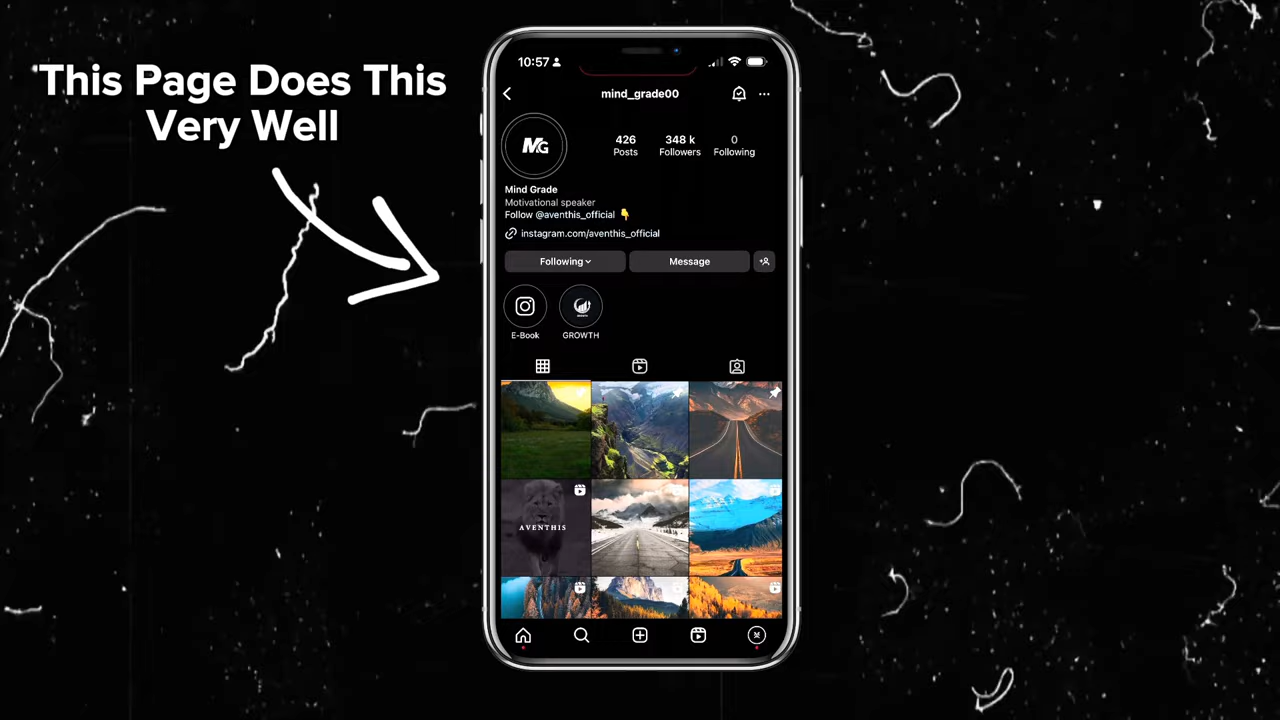 This Page Does This
Very Well
10:57
mind_grade00
MG
426
348 k
0
Posts
Followers
Following
Mind Grade
Motivational speaker
Follow @aventhis_official 👇
instagram.com/aventhis_official
Following
Message
E-Book
GROWTH
AVENTHIS